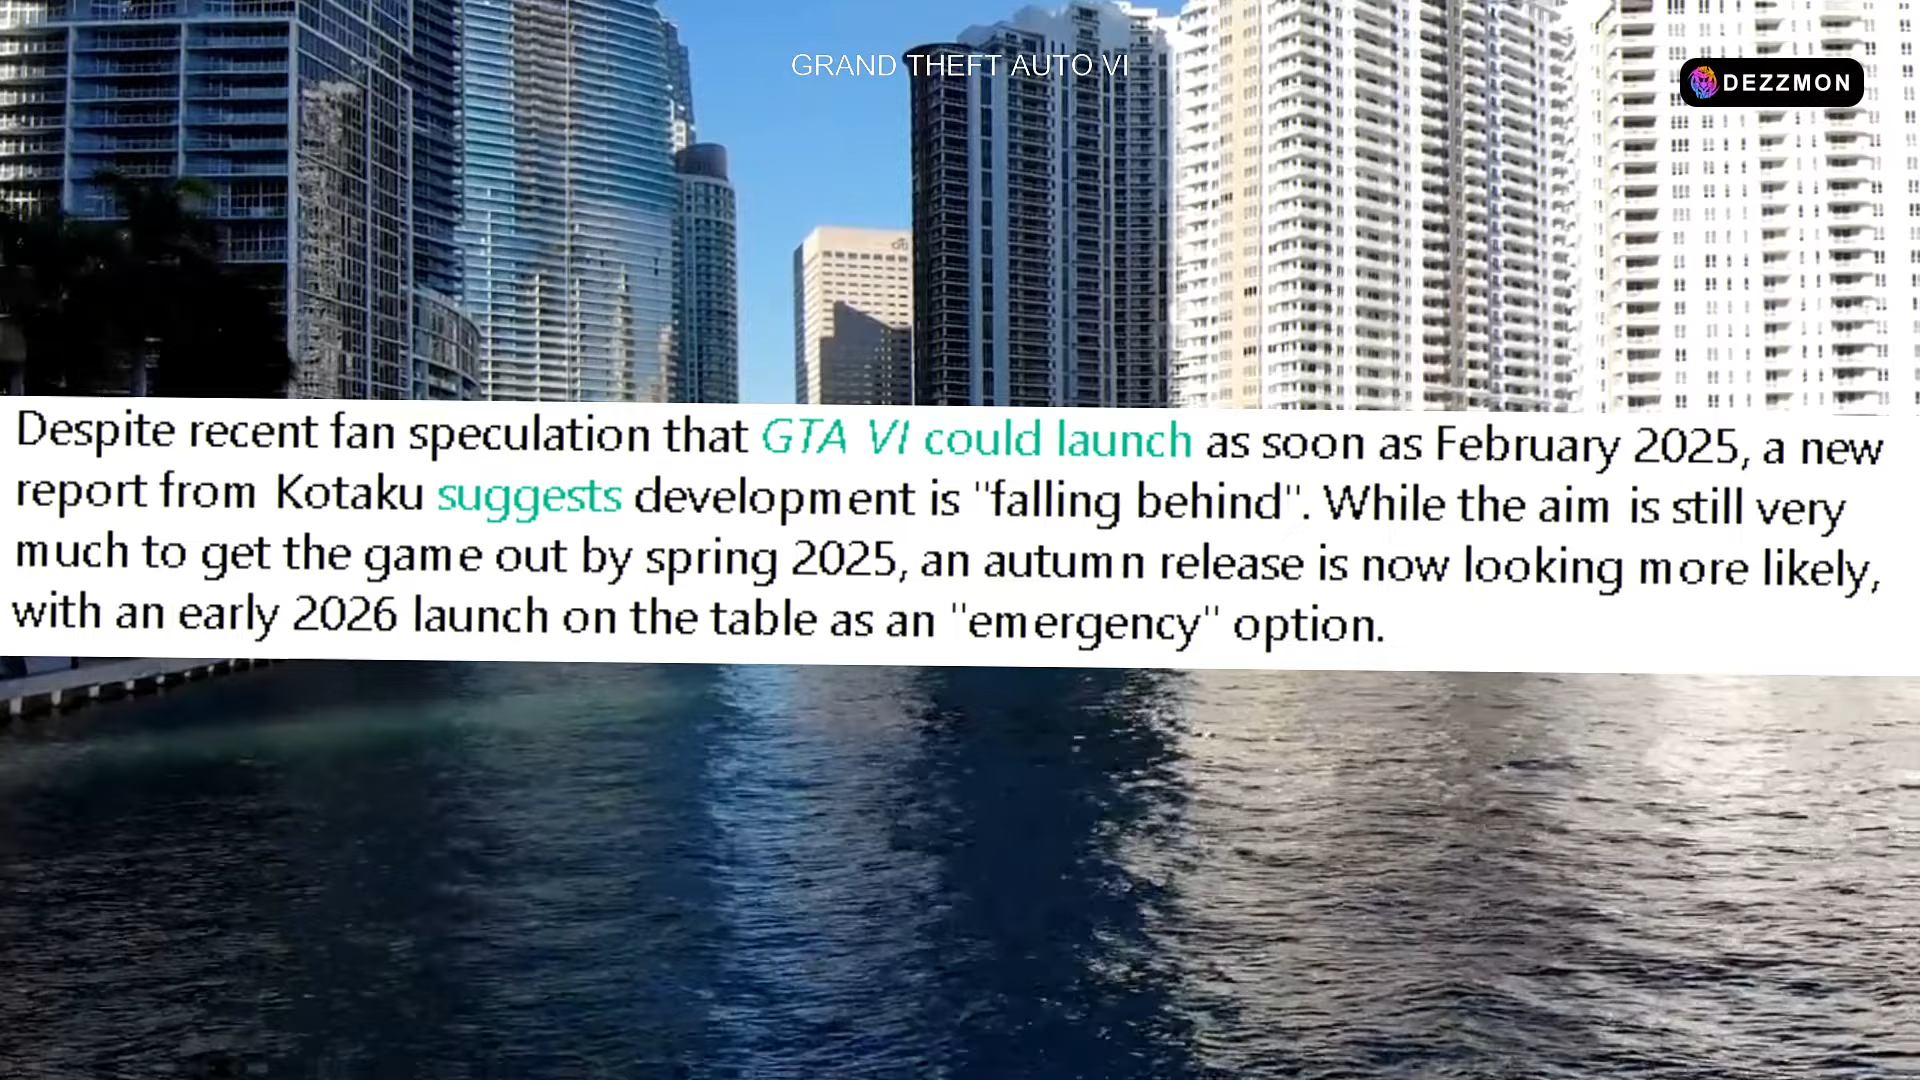 GRAND THEFT AUTO VI
DEZZMON
Despite recent fan speculation that GTA VI could launch as soon as February 2025, a new
report from Kotaku suggests development is "falling behind". While the aim is still very
much to get the game out by spring 2025, an autumn release is now looking more likely,
with an early 2026 launch on the table as an "emergency" option.